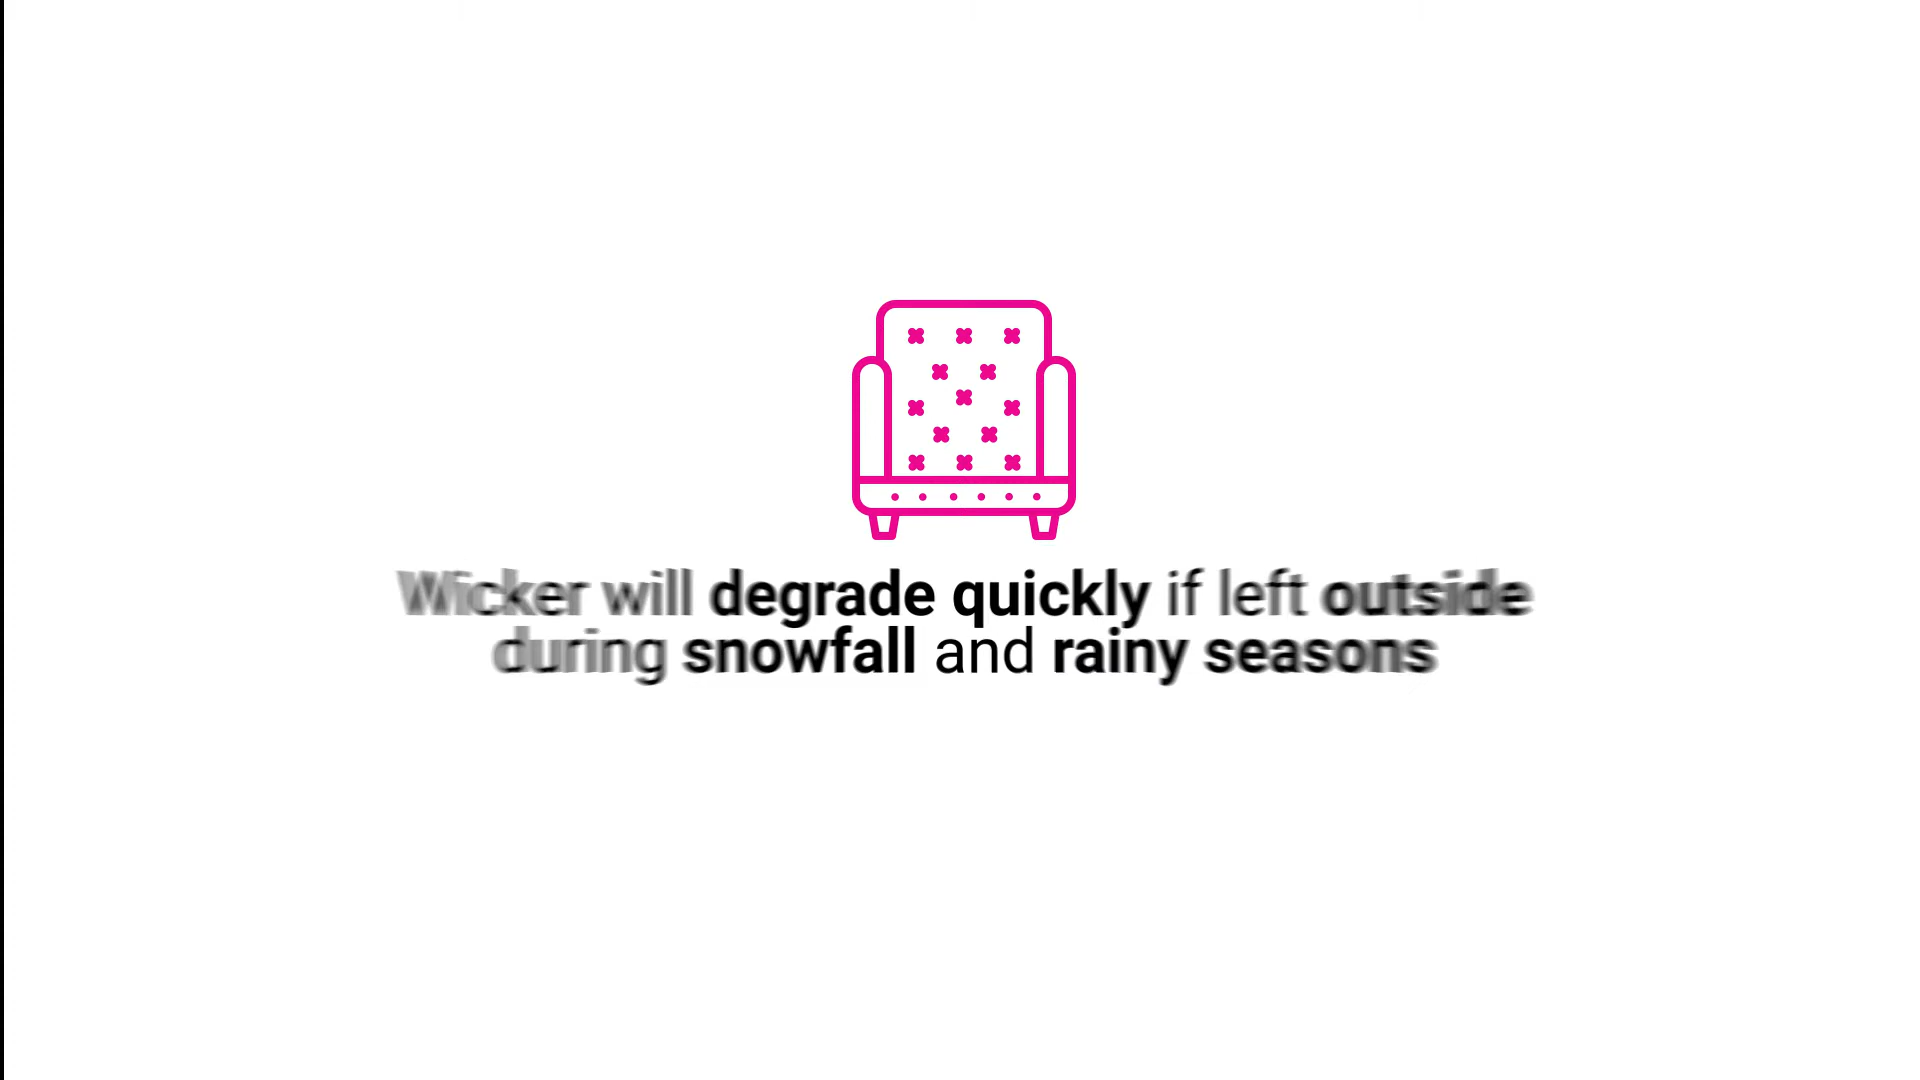 Wicker will degrade quickly if left outside
during snowfall and rainy seasons